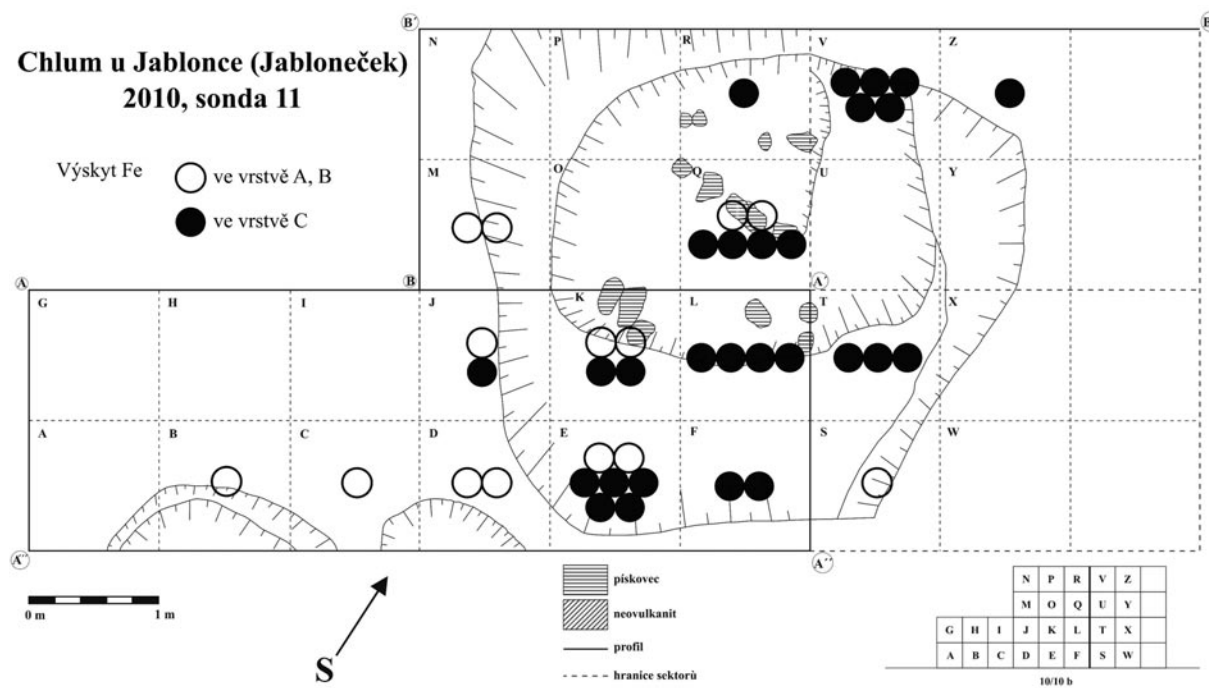 Chlum u Jablonce (Jabloneček)
2010, sonda 11
Výskyt Fe
ve vrstvě A, B
ve vrstvě C
B´ B
N P R V Z
M O Q U Y
A B A´
G H I J K L T X
A B C D E F S W
A´´ A´´
0 m 1 m
S
pískovec
neovulkanit
profil
hranice sektorů
N P R V Z
M O Q U Y
G H I J K L T X
A B C D E F S W
10/10 b